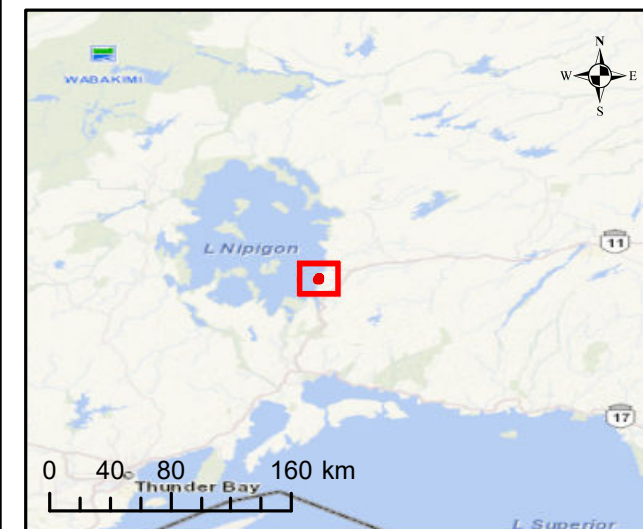 N
WABAKIMI
W E
S
L Nipigon
11
17
0 40 80 160 km
Thunder Bay
L Superior